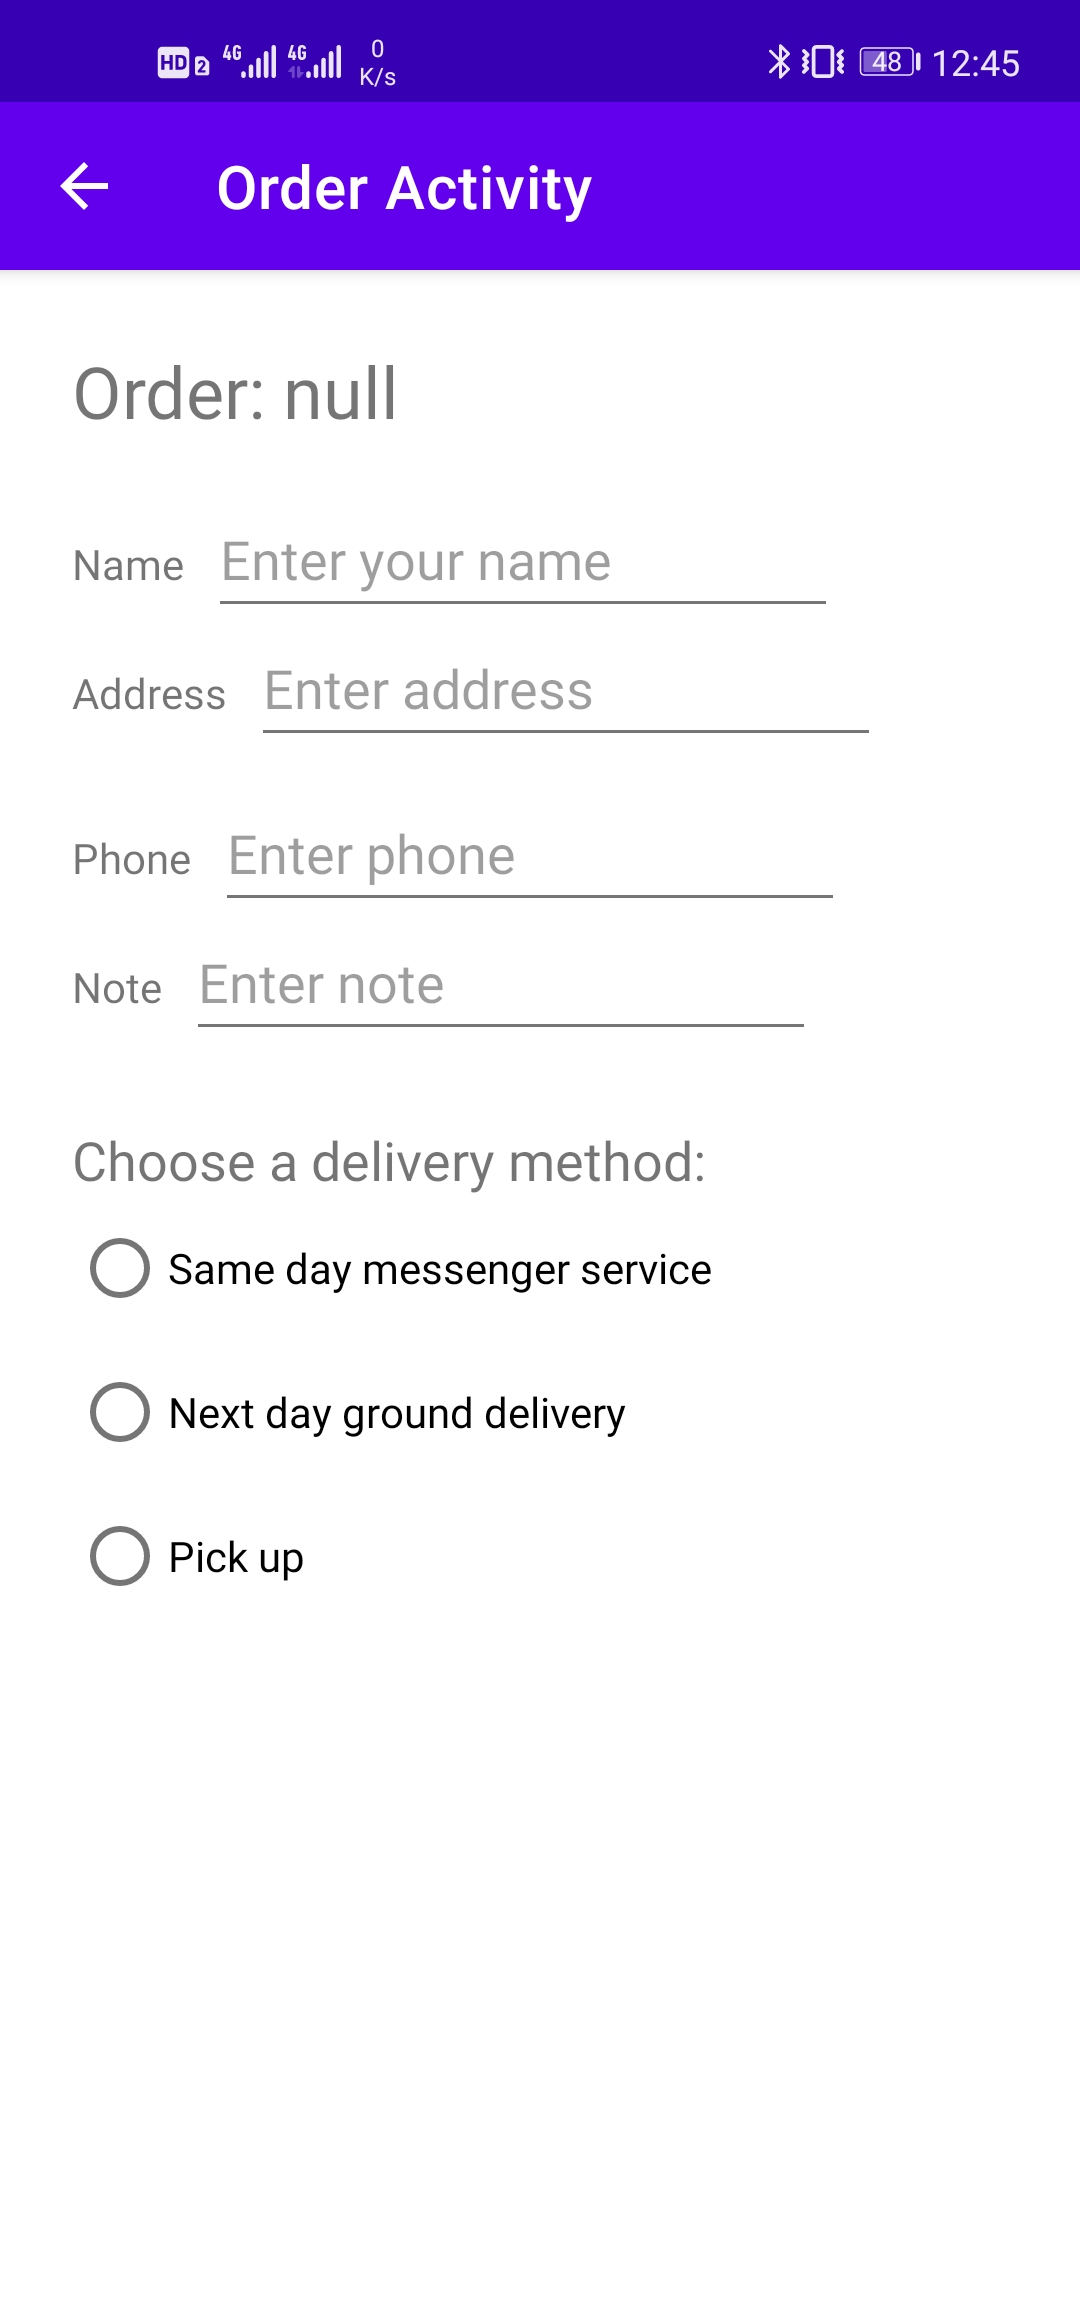 HD 2 4G 4G 0 K/s 48 12:45
Order Activity
Order: null
Name Enter your name
Address Enter address
Phone Enter phone
Note Enter note
Choose a delivery method:
Same day messenger service
Next day ground delivery
Pick up